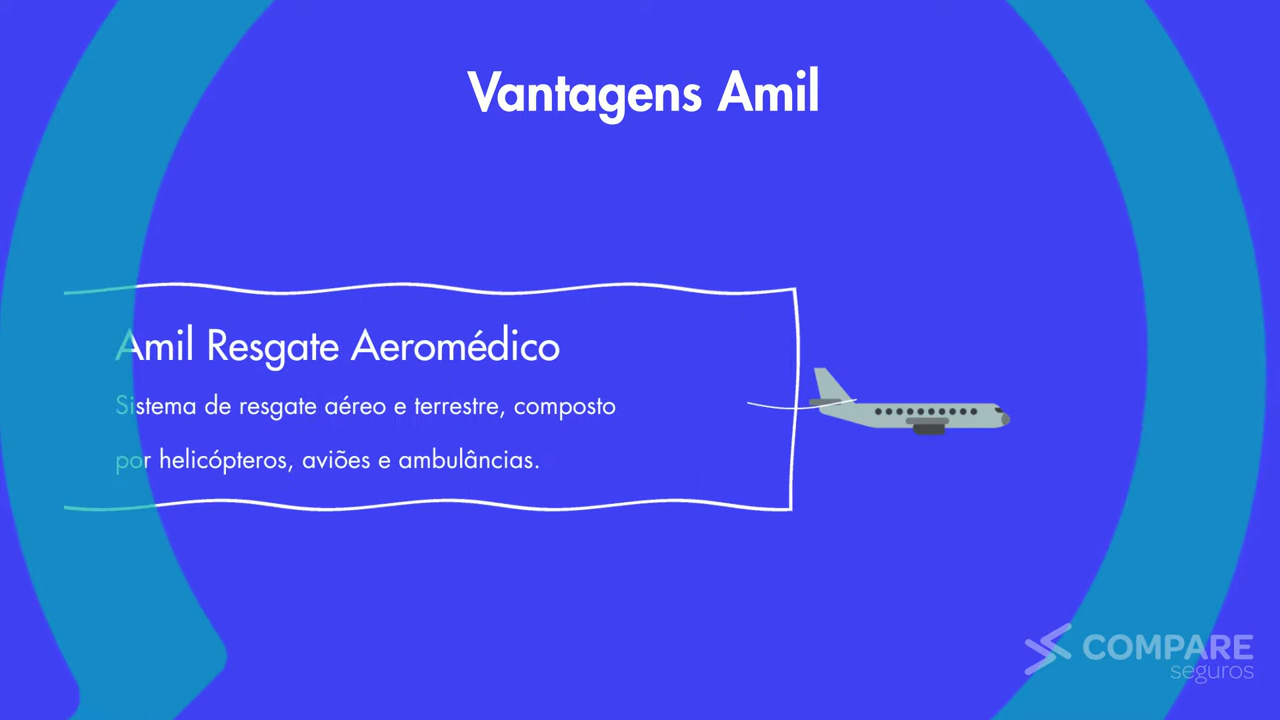 Vantagens Amil
Amil Resgate Aeromédico
Sistema de resgate aéreo e terrestre, composto
por helicópteros, aviões e ambulâncias.
COMPARE
seguros